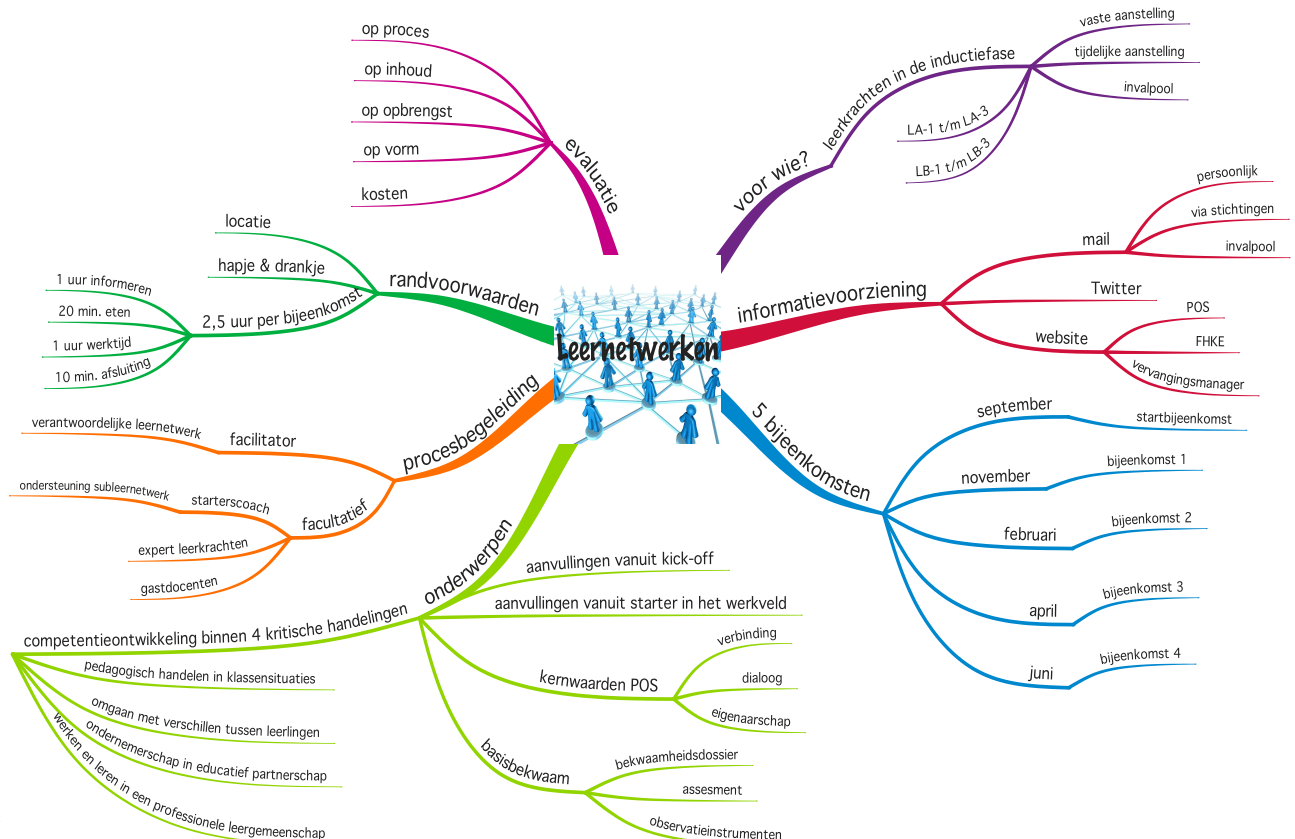 Leernetwerken
voor wie?
leerkrachten in de inductiefase
vaste aanstelling
tijdelijke aanstelling
invalpool
LA-1 t/m LA-3
LB-1 t/m LB-3
informatievoorziening
mail
persoonlijk
via stichtingen
invalpool
Twitter
website
POS
FHKE
vervangingsmanager
5 bijeenkomsten
september
startbijeenkomst
november
bijeenkomst 1
februari
bijeenkomst 2
april
bijeenkomst 3
juni
bijeenkomst 4
onderwerpen
aanvullingen vanuit kick-off
aanvullingen vanuit starter in het werkveld
kernwaarden POS
verbinding
dialoog
eigenaarschap
basisbekwaam
bekwaamheidsdossier
assesment
observatieinstrumenten
competentieontwikkeling binnen 4 kritische handelingen
pedagogisch handelen in klassensituaties
omgaan met verschillen tussen leerlingen
ondernemerschap in educatief partnerschap
werken en leren in een professionele leergemeenschap
procesbegeleiding
facilitator
verantwoordelijke leernetwerk
facultatief
starterscoach
ondersteuning subleernetwerk
expert leerkrachten
gastdocenten
randvoorwaarden
locatie
hapje & drankje
2,5 uur per bijeenkomst
1 uur informeren
20 min. eten
1 uur werktijd
10 min. afsluiting
evaluatie
op proces
op inhoud
op opbrengst
op vorm
kosten